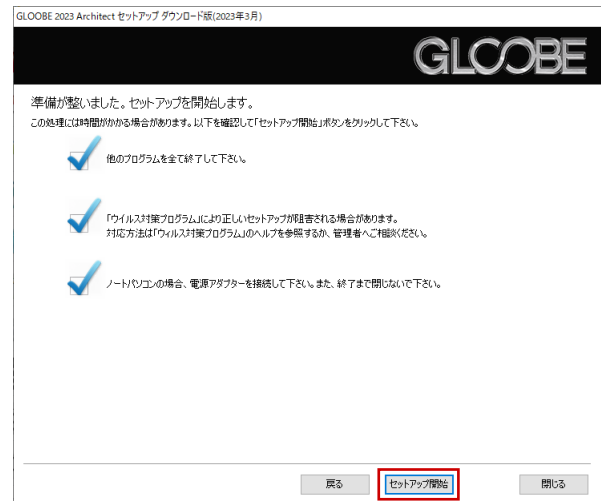 GLOOBE 2023 Architect セットアップ ダウンロード版(2023年3月)
GLOOBE
準備が整いました。セットアップを開始します。
この処理には時間がかかる場合があります。以下を確認して「セットアップ開始」ボタンをクリックして下さい。
他のプログラムを全て終了して下さい。
「ウイルス対策プログラム」により正しいセットアップが阻害される場合があります。
対応方法は「ウィルス対策プログラム」のヘルプを参照するか、管理者へご相談ください。
ノートパソコンの場合、電源アダプターを接続して下さい。また、終了まで閉じないで下さい。
戻る
セットアップ開始
閉じる